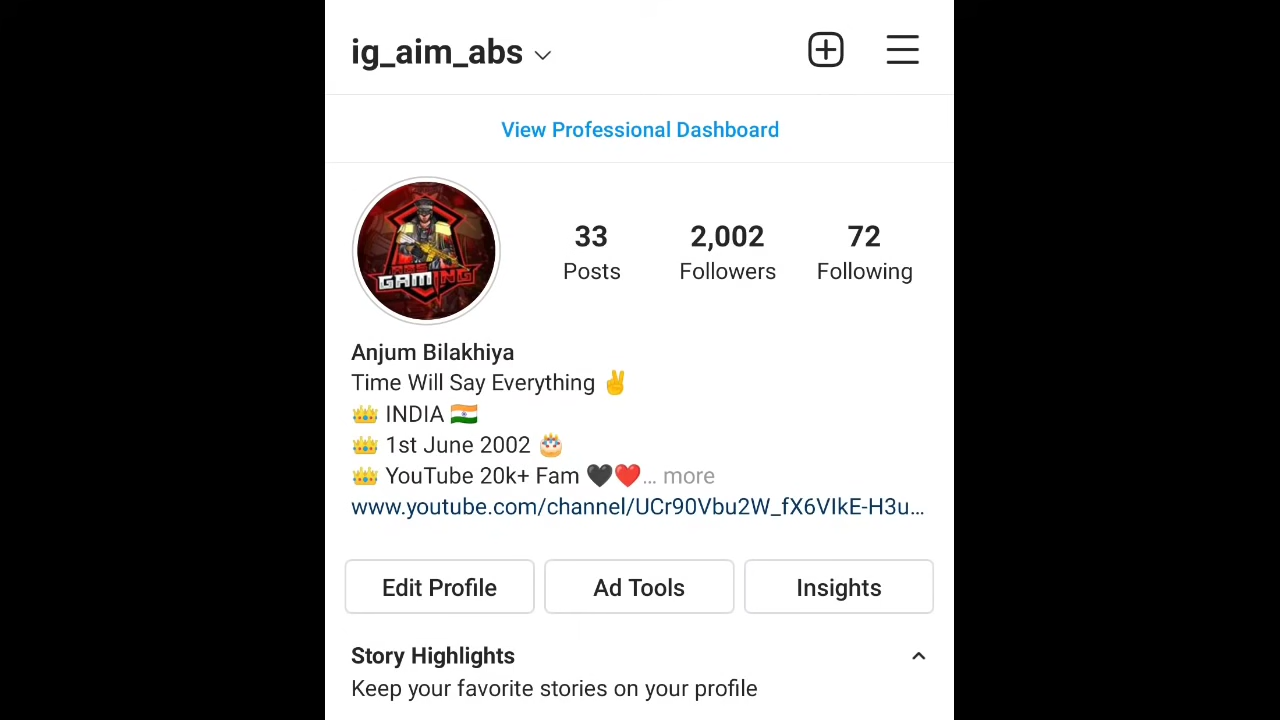 ig_aim_abs
View Professional Dashboard
ABS
GAMING
33
Posts
2,002
Followers
72
Following
Anjum Bilakhiya
Time Will Say Everything ✌️
👑 INDIA 🇮🇳
👑 1st June 2002 🎂
👑 YouTube 20k+ Fam 🖤❤️... more
www.youtube.com/channel/UCr90Vbu2W_fX6VIkE-H3u...
Edit Profile
Ad Tools
Insights
Story Highlights
Keep your favorite stories on your profile